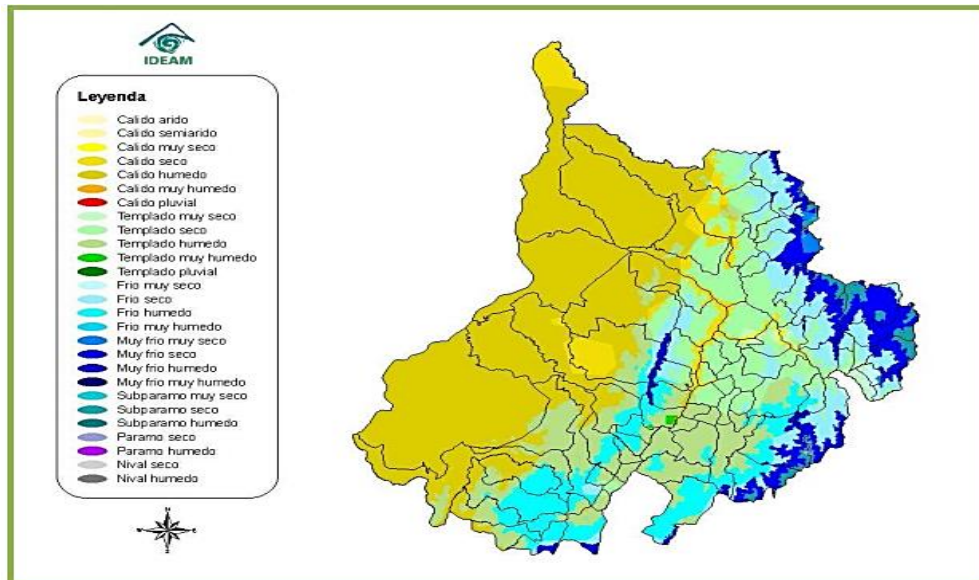 IDEAM
Leyenda
Calido arido
Calido semiarido
Calido muy seco
Calido seco
Calido humedo
Calido muy humedo
Calido pluvial
Templado muy seco
Templado seco
Templado humedo
Templado muy humedo
Templado pluvial
Frio muy seco
Frio seco
Frio humedo
Frio muy humedo
Muy frio muy seco
Muy frio seco
Muy frio humedo
Muy frio muy humedo
Subparamo muy seco
Subparamo seco
Subparamo humedo
Paramo seco
Paramo humedo
Nival seco
Nival humedo